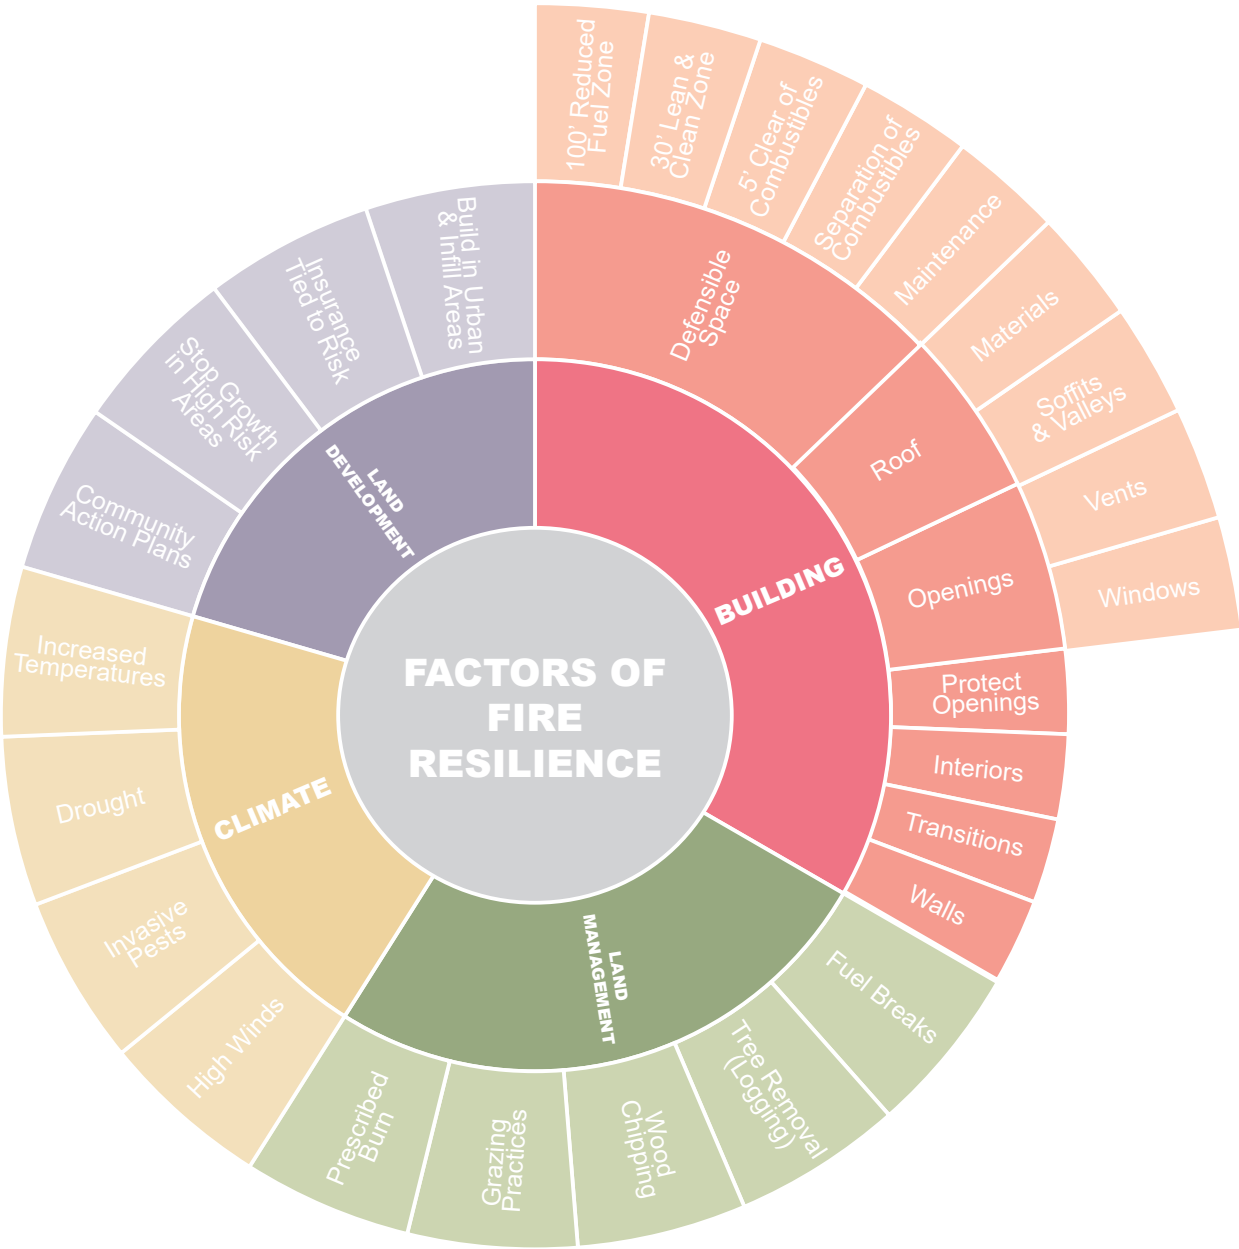 FACTORS OF
FIRE
RESILIENCE
BUILDING
Defensible
Space
100’ Reduced
Fuel Zone
30’ Lean &
Clean Zone
5’ Clear of
Combustibles
Separation of
Combustibles
Maintenance
Roof
Materials
Soffits
& Valleys
Openings
Vents
Windows
Protect
Openings
Interiors
Transitions
Walls
LAND
MANAGEMENT
Fuel Breaks
Tree Removal
(Logging)
Wood
Chipping
Grazing
Practices
Prescribed
Burn
CLIMATE
High Winds
Invasive
Pests
Drought
Increased
Temperatures
LAND
DEVELOPMENT
Community
Action Plans
Stop Growth
in High Risk
Areas
Insurance
Tied to Risk
Build in Urban
& Infill Areas